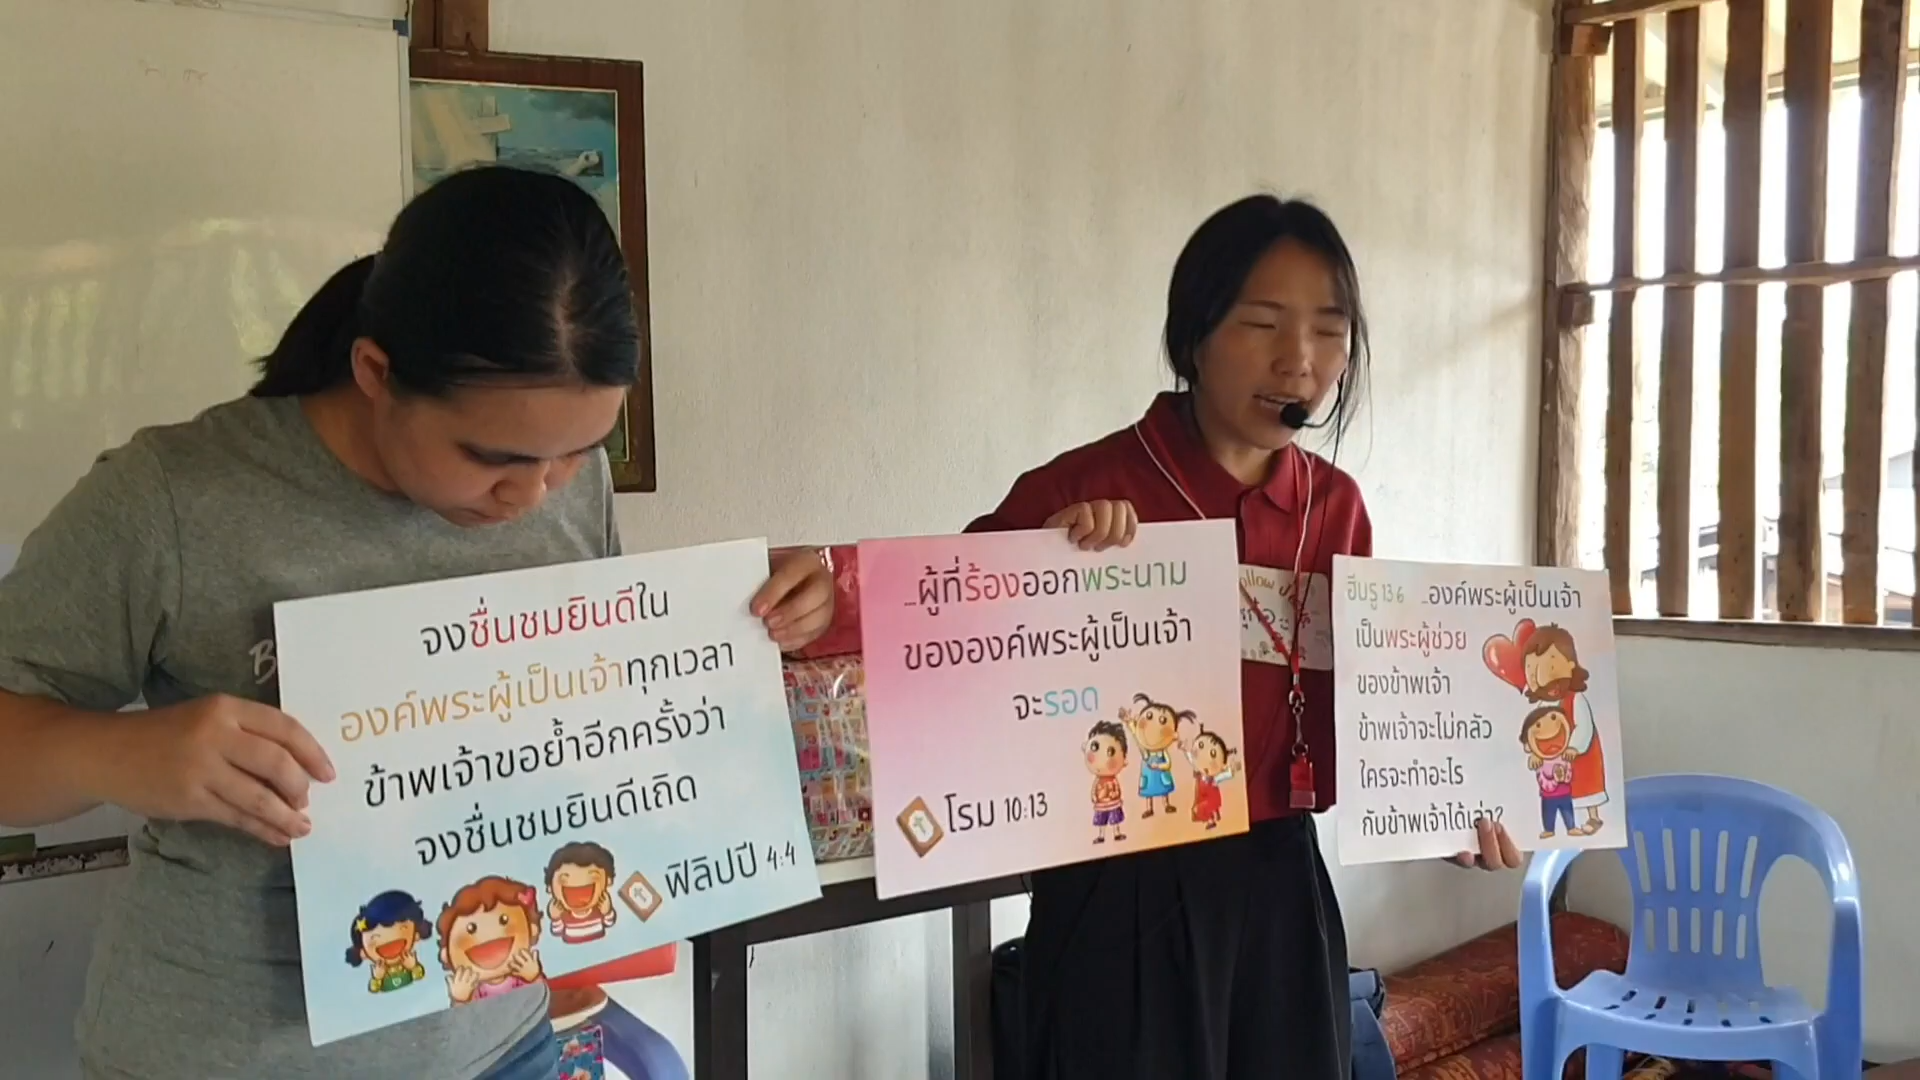 จงชื่นชมยินดีใน
องค์พระผู้เป็นเจ้าทุกเวลา
ข้าพเจ้าขอย้ำอีกครั้งว่า
จงชื่นชมยินดีเถิด
ฟิลิปปี 4:4
...ผู้ที่ร้องออกพระนาม
ขององค์พระผู้เป็นเจ้า
จะรอด
โรม 10:13
ฮีบรู 13:6 ...องค์พระผู้เป็นเจ้า
เป็นพระผู้ช่วย
ของข้าพเจ้า
ข้าพเจ้าจะไม่กลัว
ใครจะทำอะไร
กับข้าพเจ้าได้เล่า?